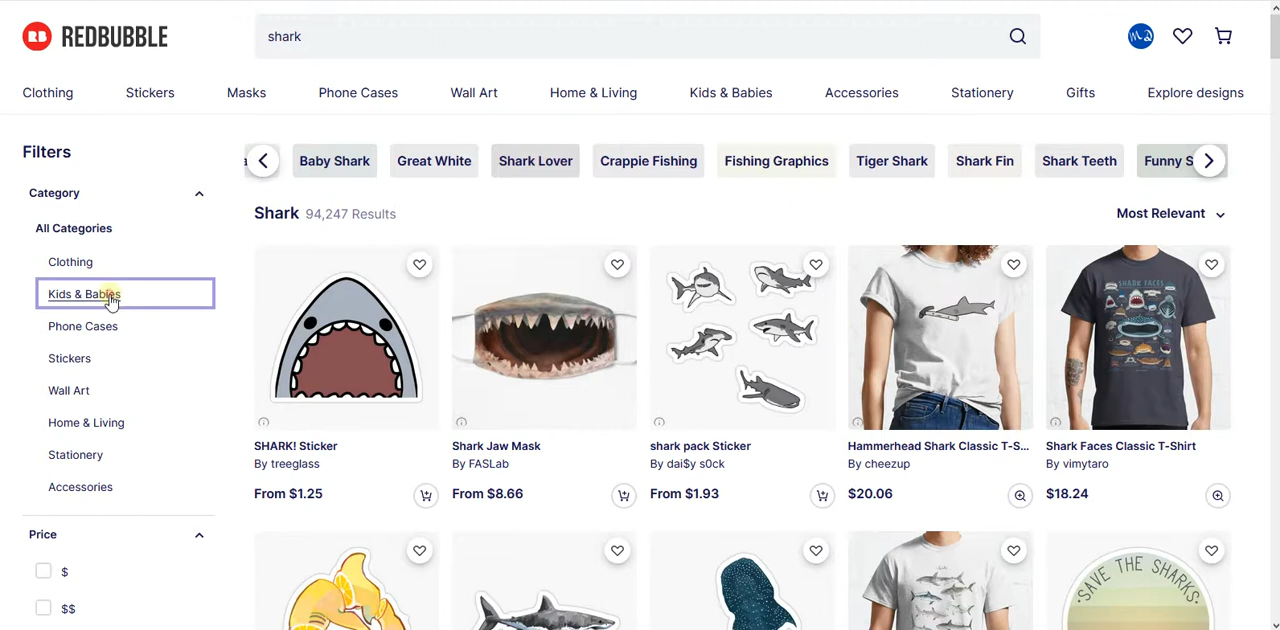 RB REDBUBBLE
shark
Clothing
Stickers
Masks
Phone Cases
Wall Art
Home & Living
Kids & Babies
Accessories
Stationery
Gifts
Explore designs
Filters
Category
All Categories
Clothing
Kids & Babies
Phone Cases
Stickers
Wall Art
Home & Living
Stationery
Accessories
Price
$
$$
Baby Shark
Great White
Shark Lover
Crappie Fishing
Fishing Graphics
Tiger Shark
Shark Fin
Shark Teeth
Funny S
Shark 94,247 Results
Most Relevant
SHARK! Sticker
By treeglass
From $1.25
Shark Jaw Mask
By FASLab
From $8.66
shark pack Sticker
By dai$y s0ck
From $1.93
Hammerhead Shark Classic T-S...
By cheezup
$20.06
SHARK FACES
Shark Faces Classic T-Shirt
By vimytaro
$18.24
•SAVE THE SHARKS•